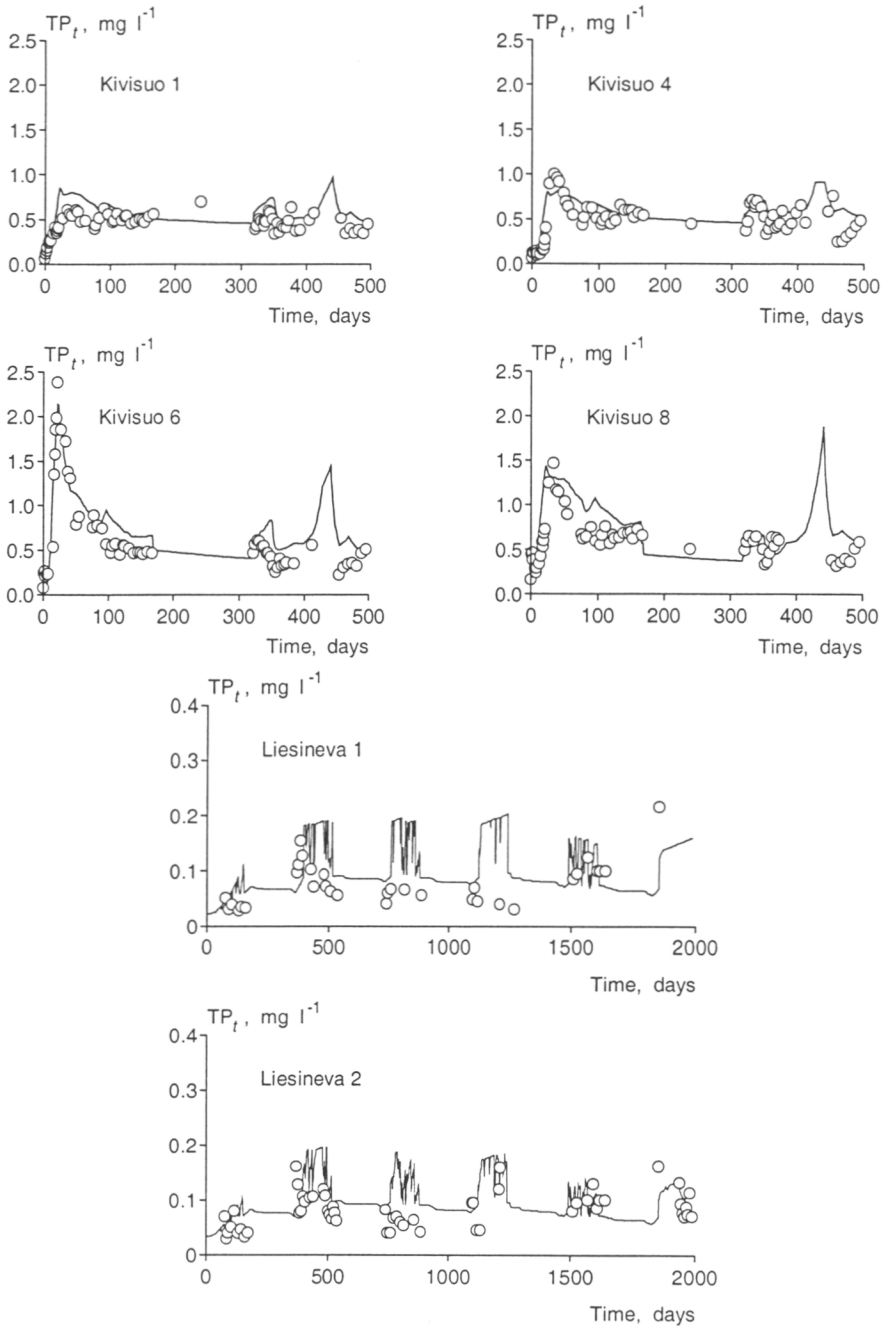 TPt, mg l-1
2.5
2.0
1.5
1.0
0.5
0.0
Kivisuo 1
0 100 200 300 400 500
Time, days
TPt, mg l-1
2.5
2.0
1.5
1.0
0.5
0.0
Kivisuo 4
0 100 200 300 400 500
Time, days
TPt, mg l-1
2.5
2.0
1.5
1.0
0.5
0.0
Kivisuo 6
0 100 200 300 400 500
Time, days
TPt, mg l-1
2.5
2.0
1.5
1.0
0.5
0.0
Kivisuo 8
0 100 200 300 400 500
Time, days
TPt, mg l-1
0.4
0.3
0.2
0.1
0
Liesineva 1
0 500 1000 1500 2000
Time, days
TPt, mg l-1
0.4
0.3
0.2
0.1
0
Liesineva 2
0 500 1000 1500 2000
Time, days